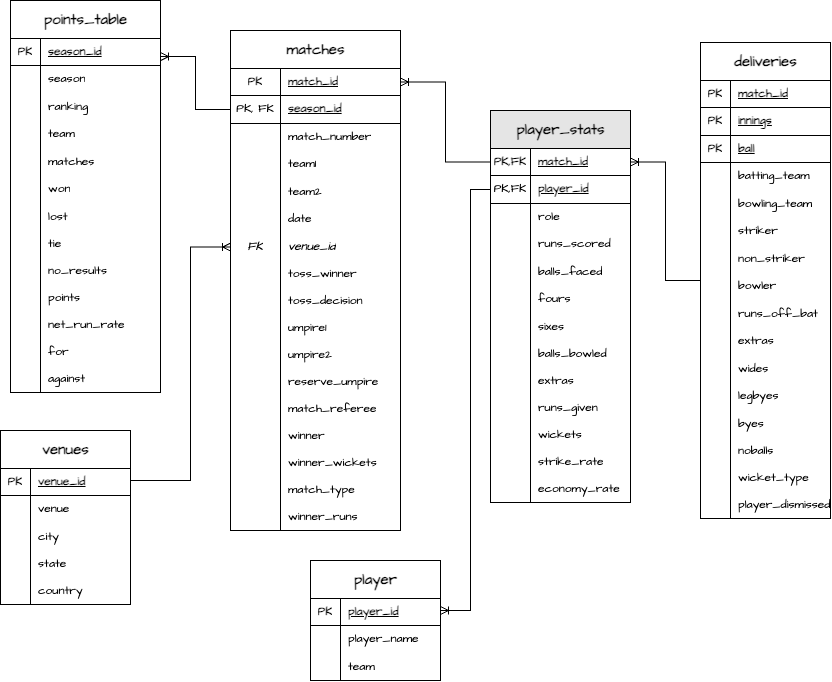 points_table
PK season_id
season
ranking
team
matches
won
lost
tie
no_results
points
net_run_rate
for
against
venues
PK venue_id
venue
city
state
country
matches
PK match_id
PK, FK season_id
match_number
team1
team2
date
FK venue_id
toss_winner
toss_decision
umpire1
umpire2
reserve_umpire
match_referee
winner
winner_wickets
match_type
winner_runs
player
PK player_id
player_name
team
player_stats
PK,FK match_id
PK,FK player_id
role
runs_scored
balls_faced
fours
sixes
balls_bowled
extras
runs_given
wickets
strike_rate
economy_rate
deliveries
PK match_id
PK innings
PK ball
batting_team
bowling_team
striker
non_striker
bowler
runs_off_bat
extras
wides
legbyes
byes
noballs
wicket_type
player_dismissed